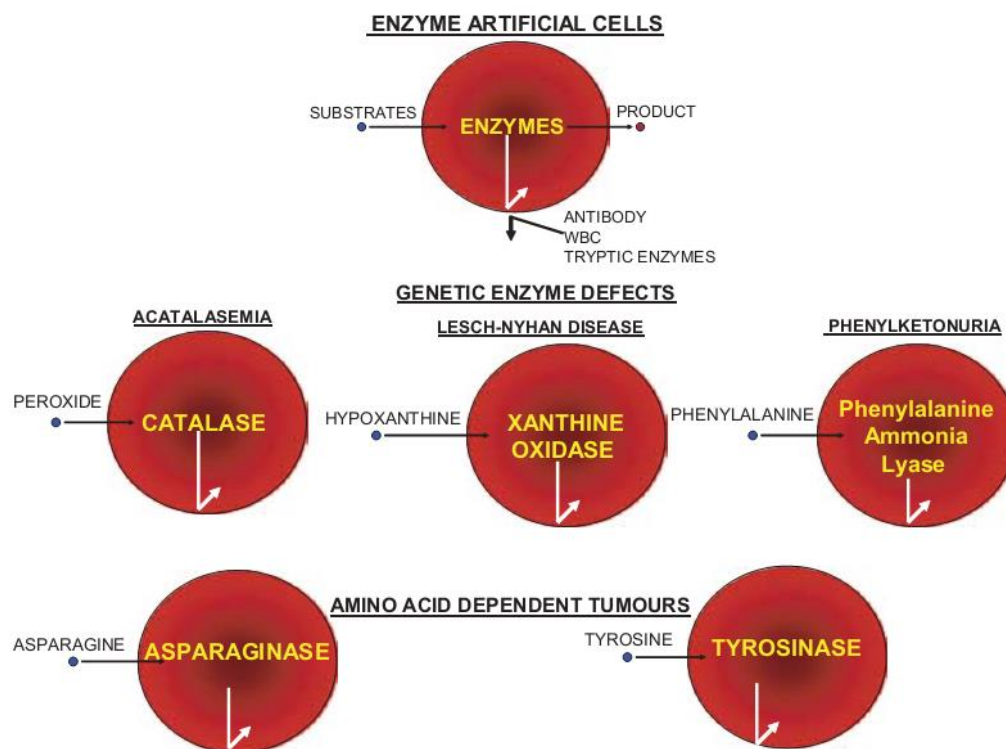 ENZYME ARTIFICIAL CELLS
SUBSTRATES
ENZYMES
PRODUCT
ANTIBODY
WBC
TRYPTIC ENZYMES
GENETIC ENZYME DEFECTS
ACATALASEMIA
LESCH-NYHAN DISEASE
PHENYLKETONURIA
PEROXIDE
CATALASE
HYPOXANTHINE
XANTHINE
OXIDASE
PHENYLALANINE
Phenylalanine
Ammonia
Lyase
AMINO ACID DEPENDENT TUMOURS
ASPARAGINE
ASPARAGINASE
TYROSINE
TYROSINASE